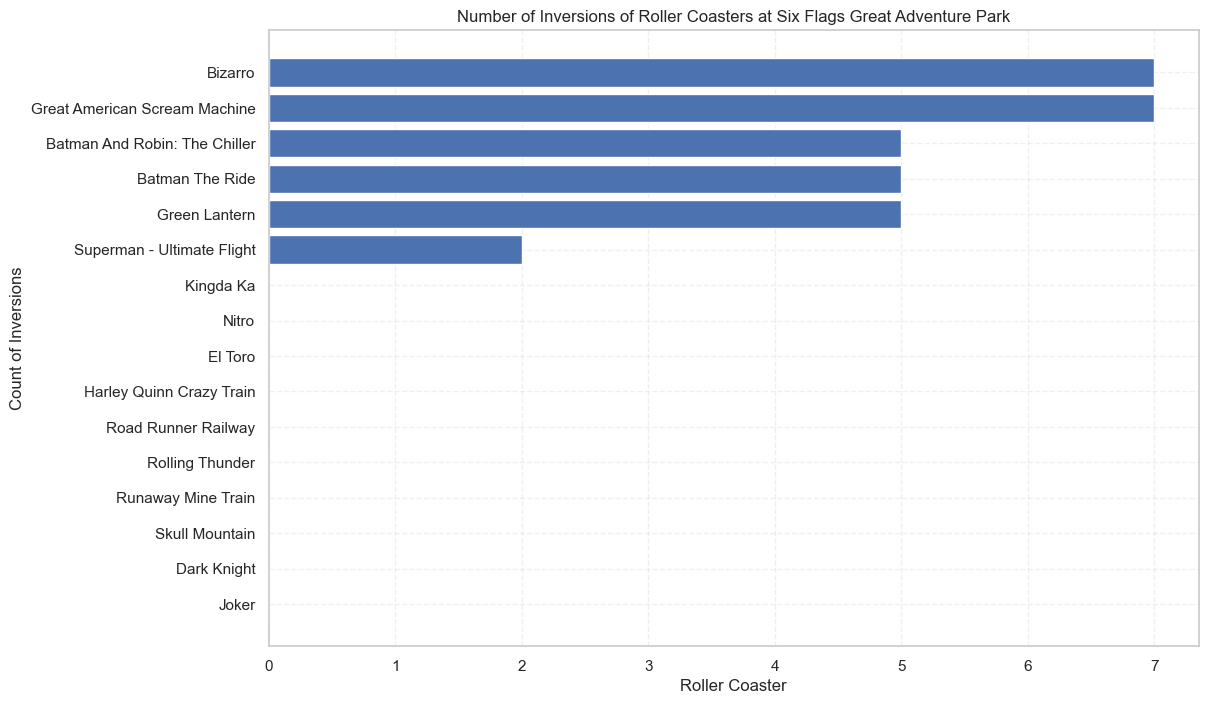 Number of Inversions of Roller Coasters at Six Flags Great Adventure Park
Bizarro
Great American Scream Machine
Batman And Robin: The Chiller
Batman The Ride
Green Lantern
Superman - Ultimate Flight
Kingda Ka
Nitro
El Toro
Harley Quinn Crazy Train
Road Runner Railway
Rolling Thunder
Runaway Mine Train
Skull Mountain
Dark Knight
Joker
Count of Inversions
0 1 2 3 4 5 6 7
Roller Coaster